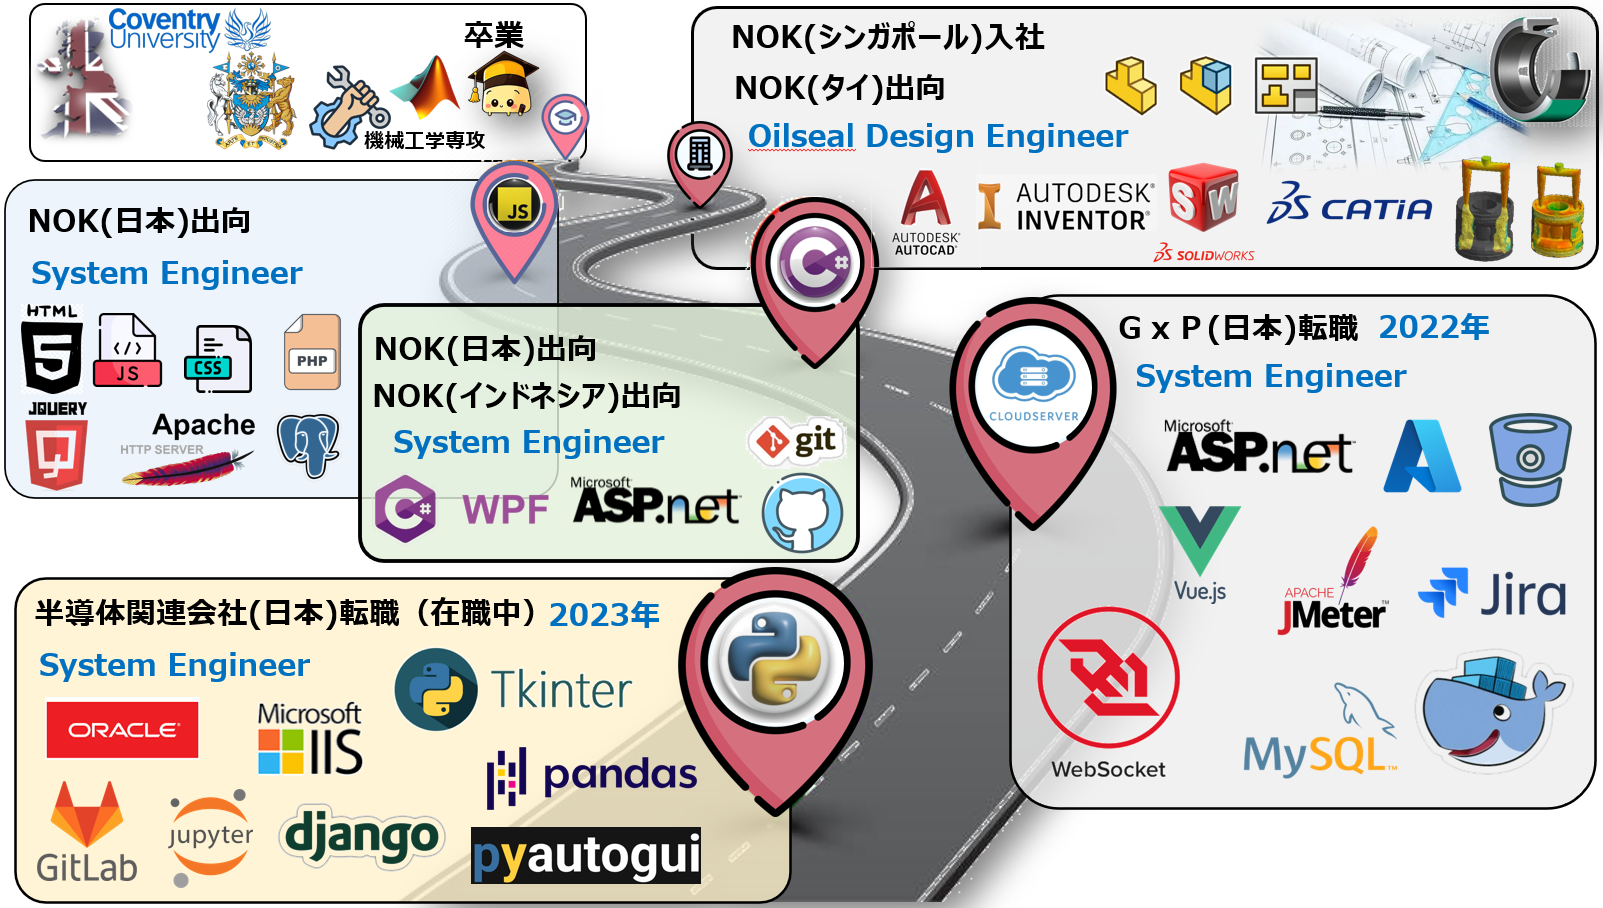 Coventry
University
卒業
機械工学専攻
NOK(シンガポール)入社
NOK(タイ)出向
Oilseal Design Engineer
AUTODESK
AUTOCAD
AUTODESK
INVENTOR
SW
SOLIDWORKS
CATIA
NOK(日本)出向
System Engineer
JS
HTML
5
JS
CSS
PHP
JQUERY
Apache
HTTP SERVER
C#
NOK(日本)出向
NOK(インドネシア)出向
System Engineer
git
C#
WPF
Microsoft
ASP.net
CLOUDSERVER
GxP(日本)転職 2022年
System Engineer
Microsoft
ASP.net
Vue.js
APACHE
JMeter™
Jira
WebSocket
MySQL™
半導体関連会社(日本)転職（在職中） 2023年
System Engineer
Tkinter
ORACLE
Microsoft
IIS
pandas
GitLab
jupyter
django
pyautogui